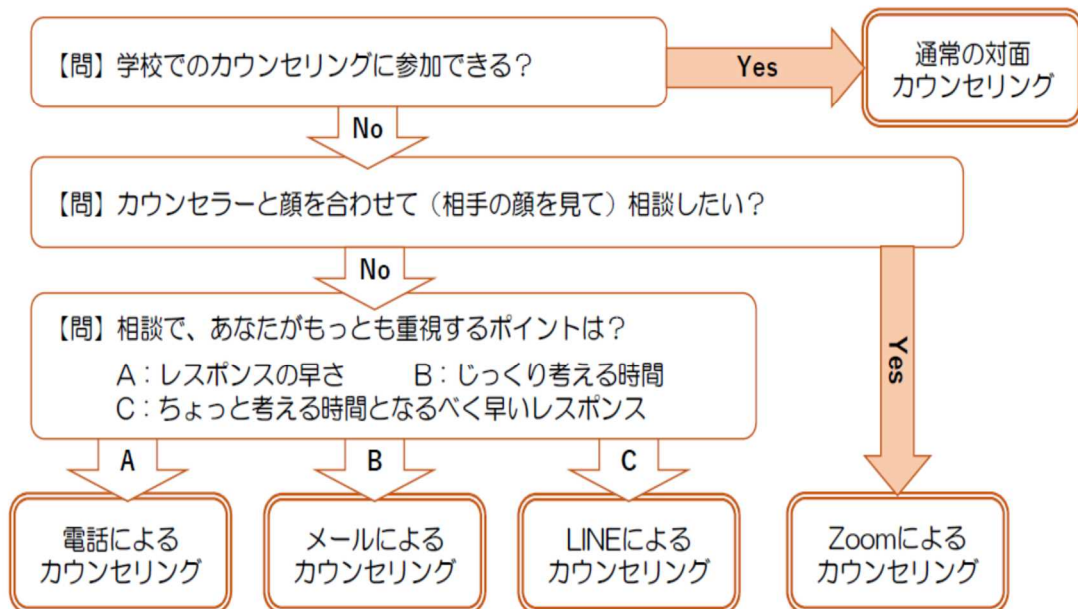 【問】学校でのカウンセリングに参加できる？
Yes
通常の対面
カウンセリング
No
【問】カウンセラーと顔を合わせて（相手の顔を見て）相談したい？
No
Yes
【問】相談で、あなたがもっとも重視するポイントは？
A：レスポンスの早さ　　B：じっくり考える時間
C：ちょっと考える時間となるべく早いレスポンス
A
B
C
電話による
カウンセリング
メールによる
カウンセリング
LINEによる
カウンセリング
Zoomによる
カウンセリング